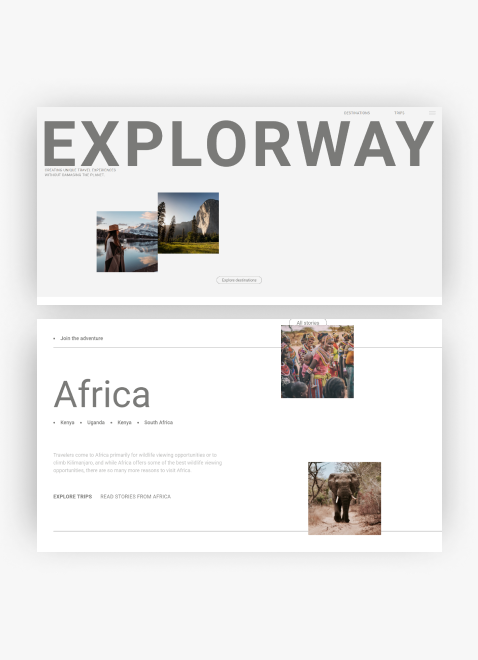 DESTINATIONS TRIPS
EXPLORWAY
CREATING UNIQUE TRAVEL EXPERIENCES
WITHOUT DAMAGING THE PLANET
Explore destinations
All stories
• Join the adventure
Africa
• Kenya • Uganda • Kenya • South Africa
Travelers come to Africa primarily for wildlife viewing opportunities or to
climb Kilimanjaro, and while Africa offers some of the best wildlife viewing
opportunities, there are so many more reasons to visit Africa.
EXPLORE TRIPS READ STORIES FROM AFRICA